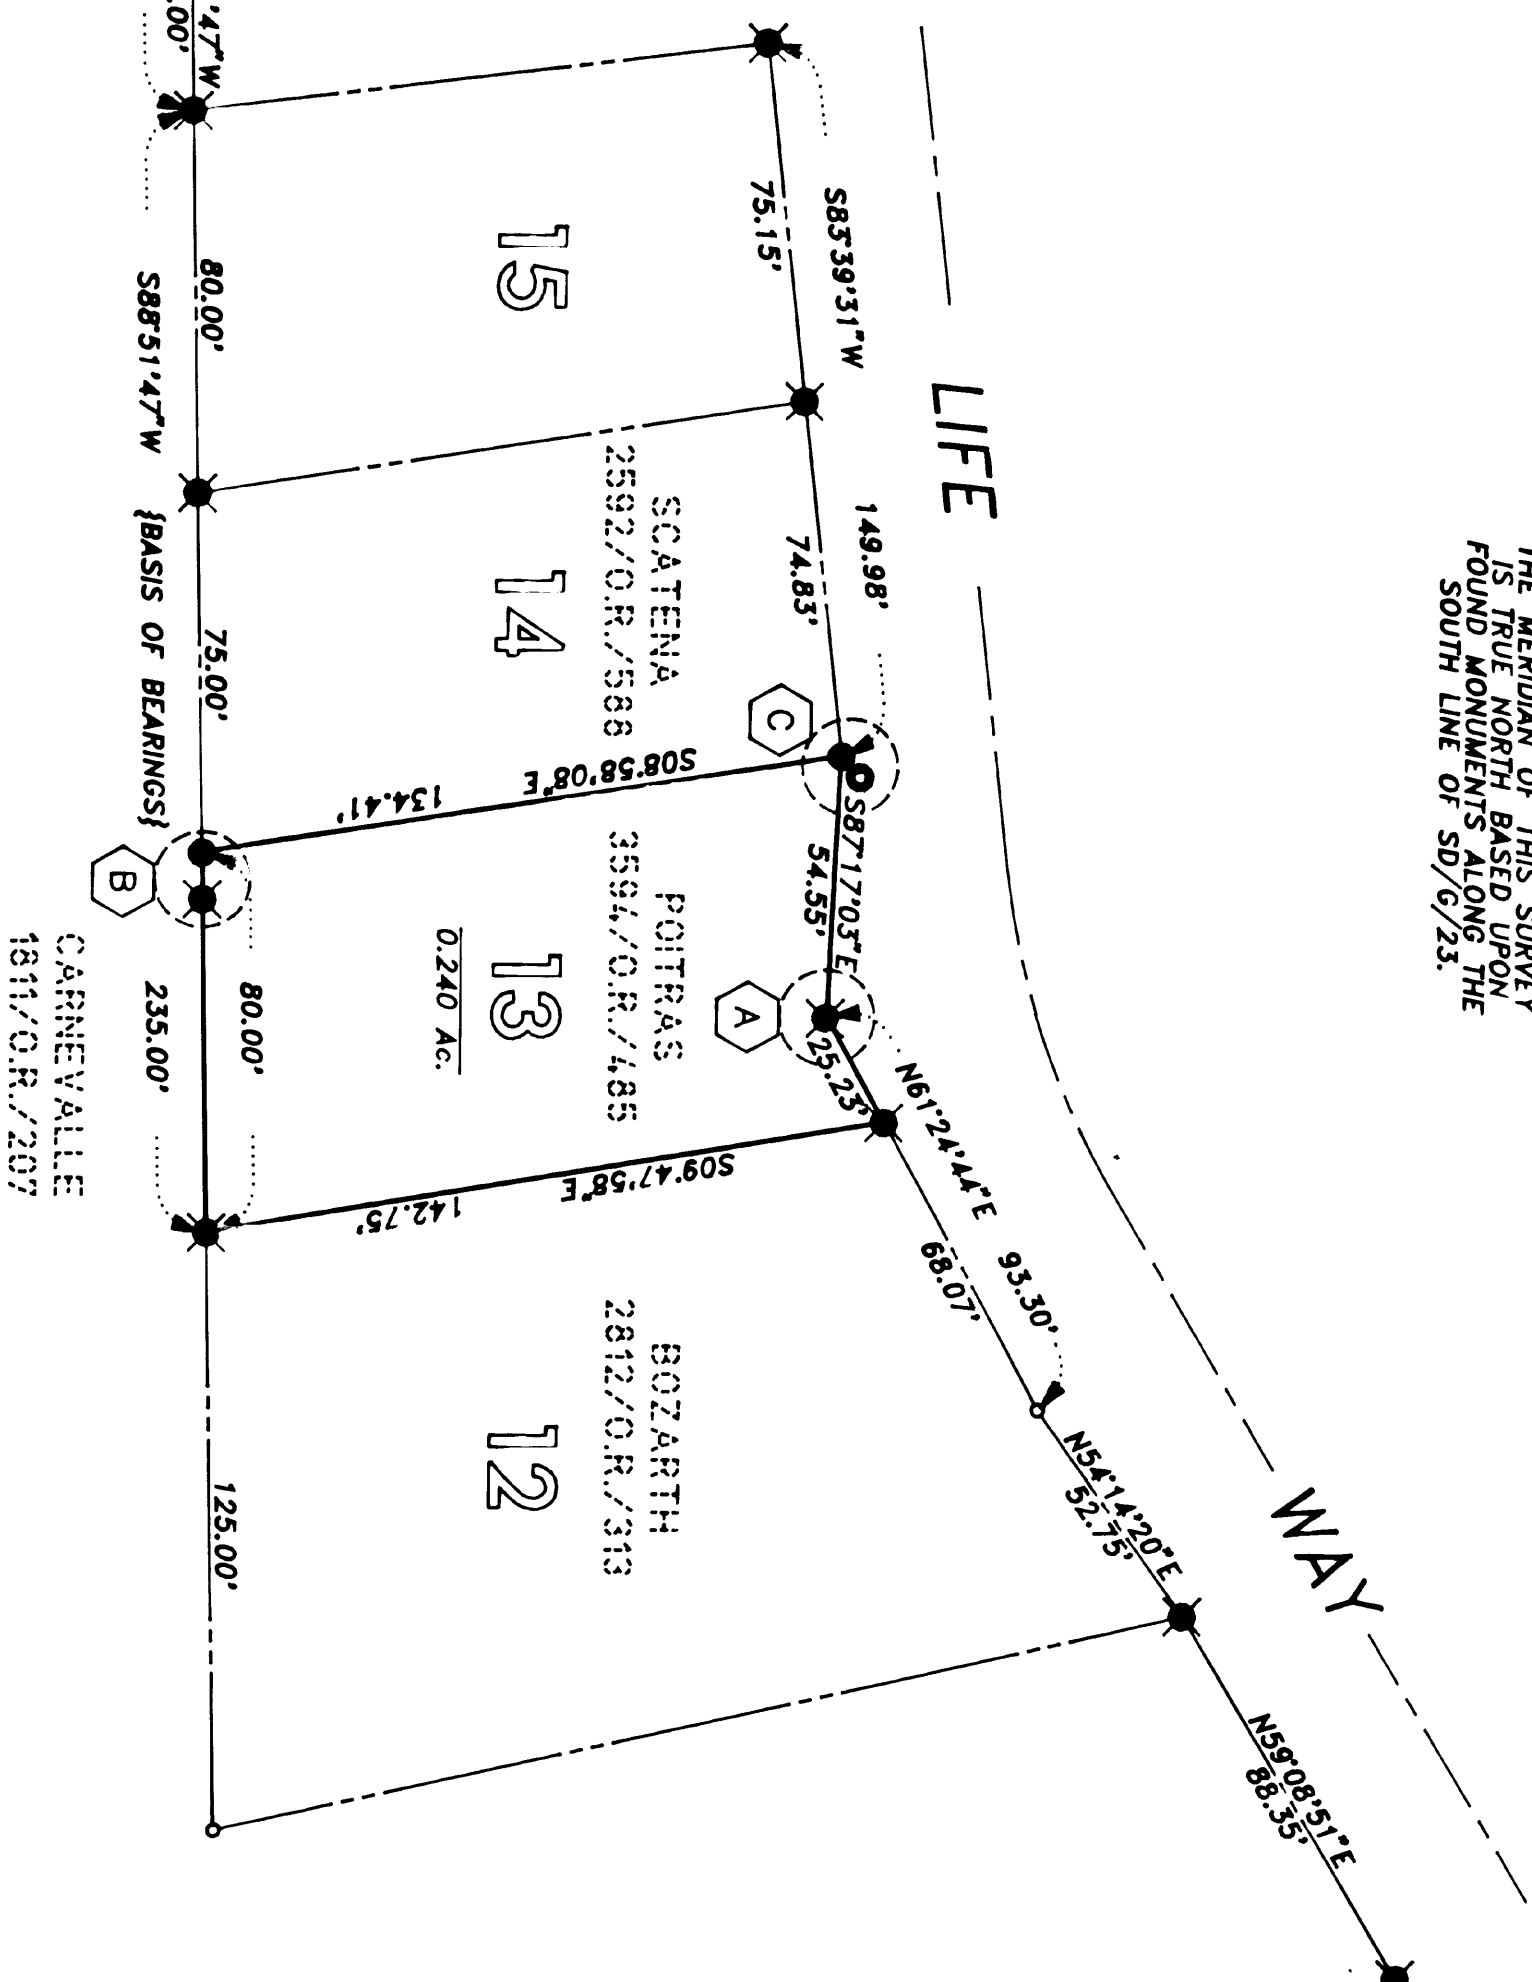 THE MERIDIAN OF THIS SURVEY
IS TRUE NORTH BASED UPON
FOUND MONUMENTS ALONG THE
SOUTH LINE OF SD/G/23.
LIFE
WAY
S83°39'31"W
149.98'
75.15'
74.83'
S87°17'03"E
54.55'
N61°24'44"E
93.30'
25.23'
68.07'
N54°14'20"E
52.75'
N59°08'51"E
88.35'
C
A
SCATENA
2592/O.R./588
POITRAS
3594/O.R./485
BOZARTH
2812/O.R./313
15
14
13
12
0.240 Ac.
S08°58'08"E
134.41'
S09°47'58"E
142.75'
'47"W
.00'
80.00'
75.00'
80.00'
125.00'
S88°51'47"W {BASIS OF BEARINGS}
235.00'
B
CARNEVALLE
1811/O.R./207